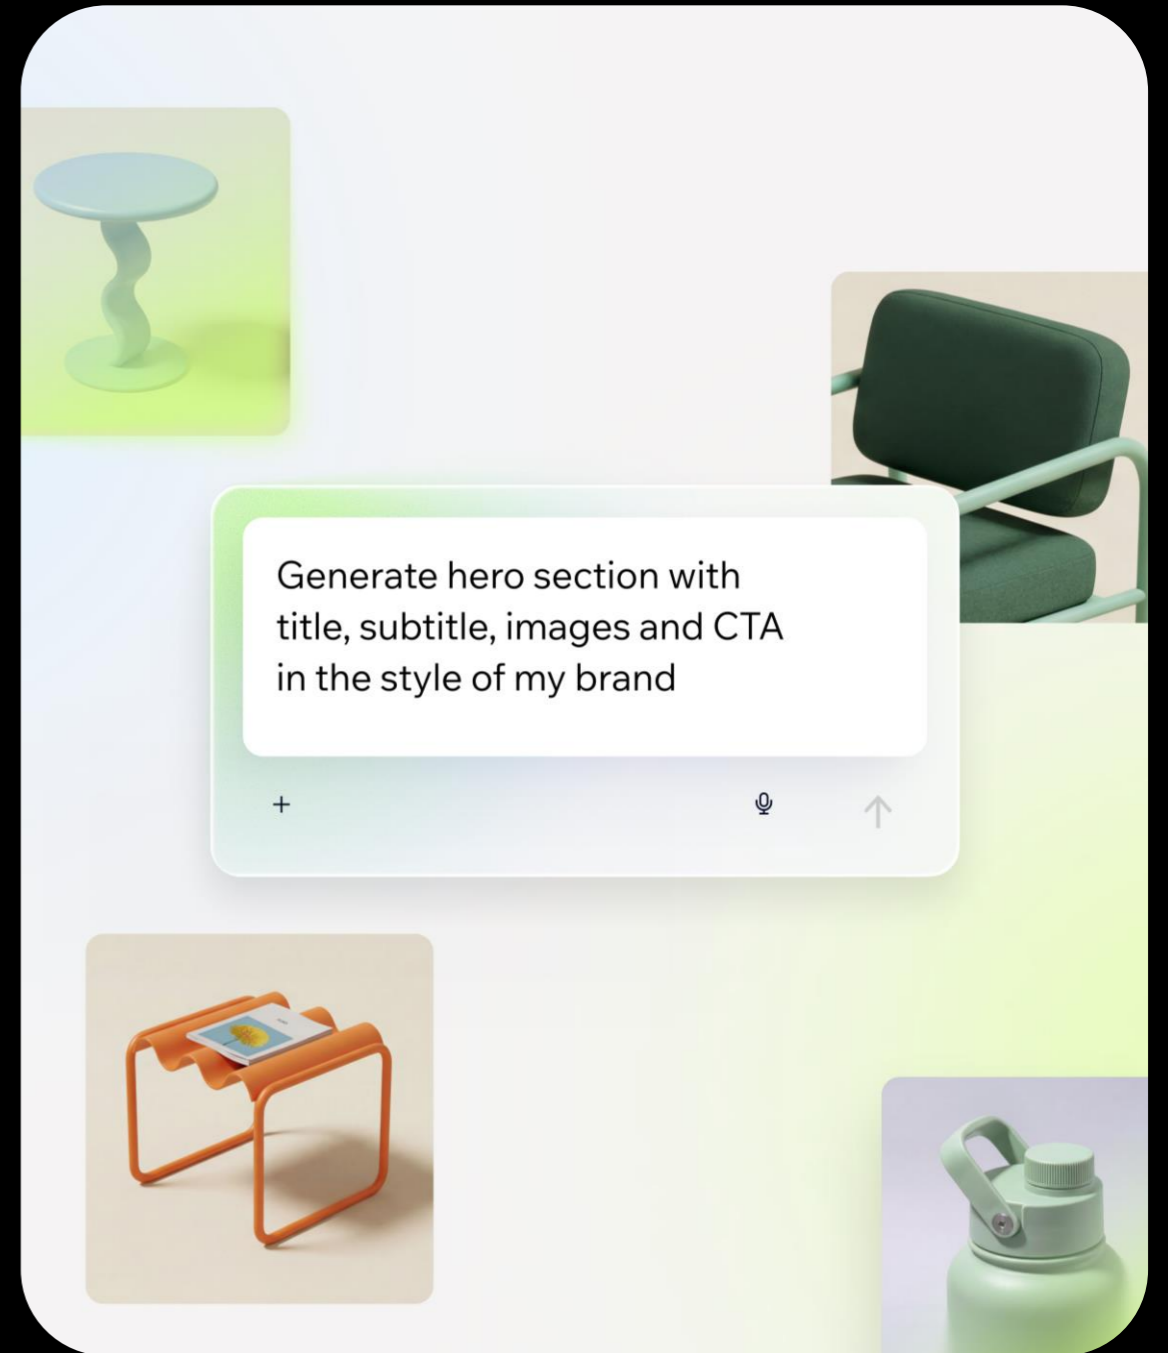 Generate hero section with
title, subtitle, images and CTA
in the style of my brand